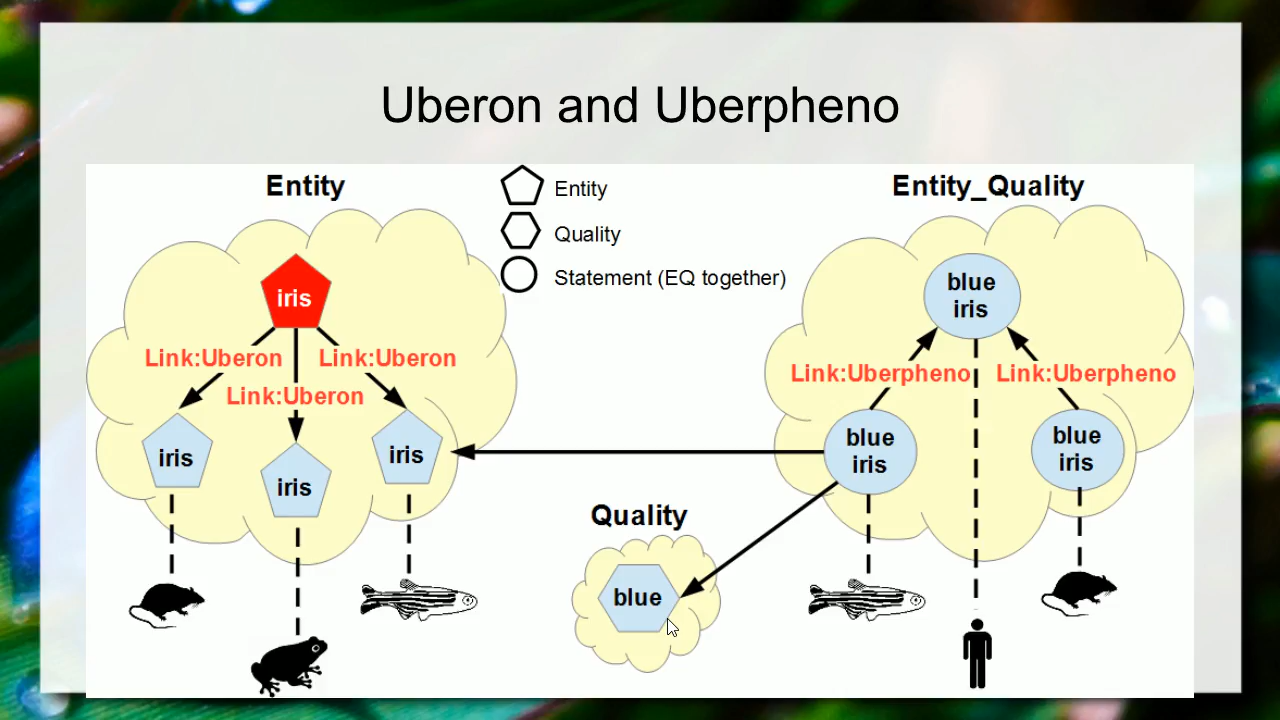 Uberon and Uberpheno
Entity
Entity
Quality
Statement (EQ together)
Entity_Quality
iris
Link:Uberon
Link:Uberon
Link:Uberon
iris
iris
iris
blue
iris
Link:Uberpheno
Link:Uberpheno
blue
iris
blue
iris
Quality
blue